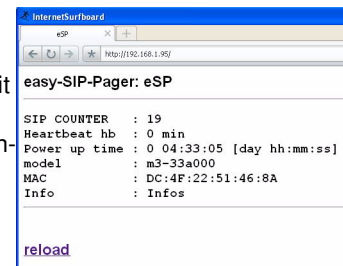 InternetSurfboard
eSP
http://192.168.1.95/
it
easy-SIP-Pager: eSP
SIP COUNTER : 19
Heartbeat hb : 0 min
n-
Power up time : 0 04:33:05 [day hh:mm:ss]
model : m3-33a000
MAC : DC:4F:22:51:46:8A
Info : Infos
reload